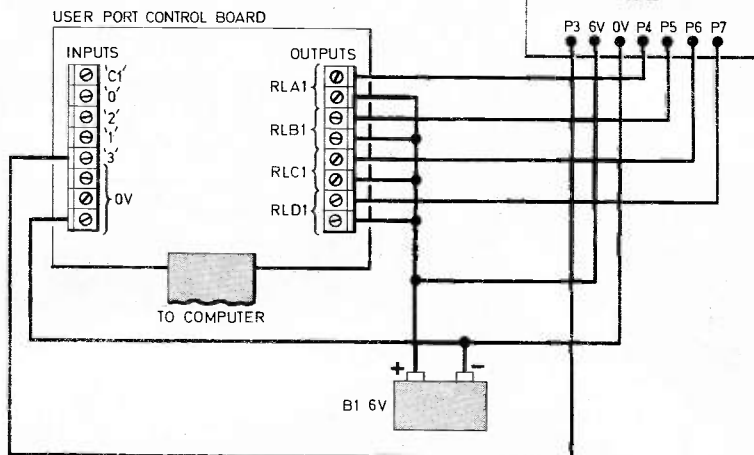 USER PORT CONTROL BOARD
P3 6V 0V P4 P5 P6 P7
INPUTS
OUTPUTS
'C1'
'0'
'2'
'1'
'3'
0V
RLA1
RLB1
RLC1
RLD1
TO COMPUTER
+
-
B1 6V